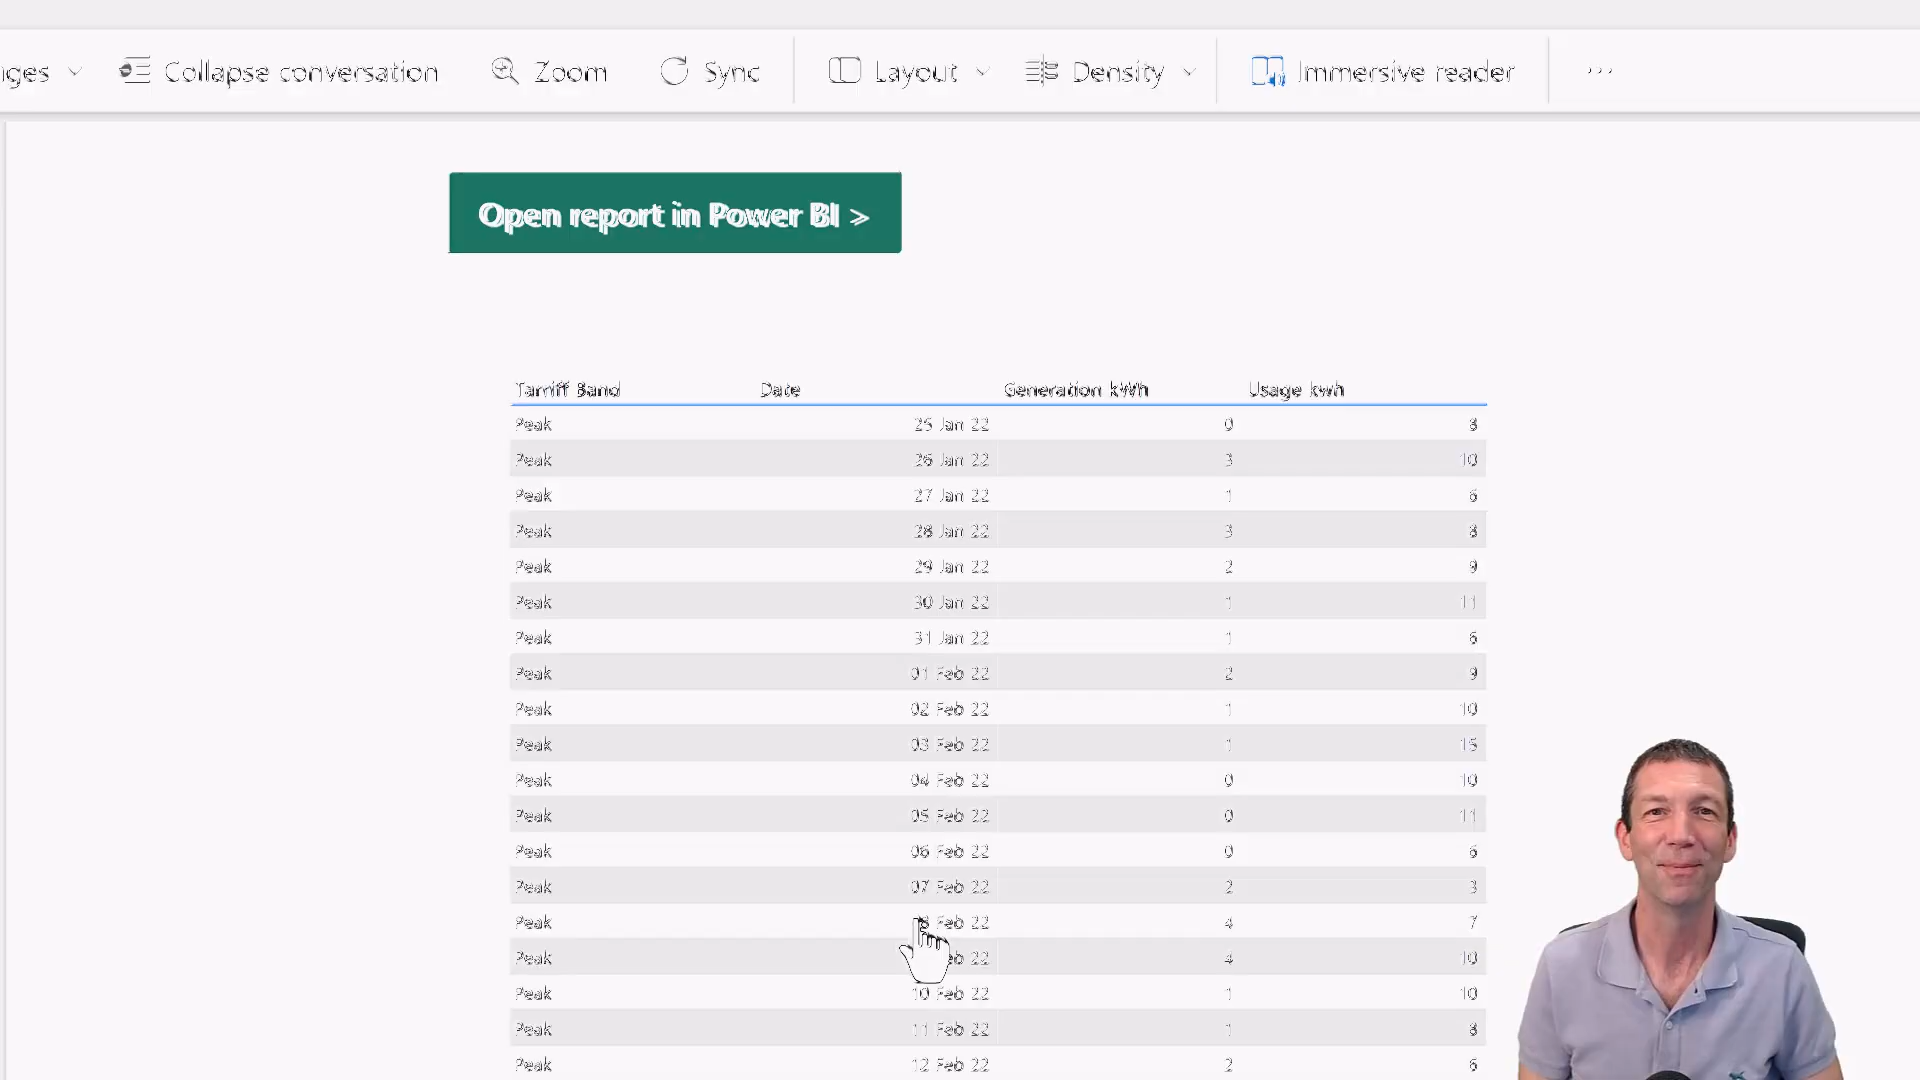 Collapse conversation Zoom Sync Layout Density Immersive reader ...
Open report in Power BI >
Tarriff Band Date Generation kWh Usage kwh
Peak 25 Jan 22 0 8
Peak 26 Jan 22 3 10
Peak 27 Jan 22 1 6
Peak 28 Jan 22 3 8
Peak 29 Jan 22 2 9
Peak 30 Jan 22 1 11
Peak 31 Jan 22 1 6
Peak 01 Feb 22 2 9
Peak 02 Feb 22 1 10
Peak 03 Feb 22 1 15
Peak 04 Feb 22 0 10
Peak 05 Feb 22 0 11
Peak 06 Feb 22 0 6
Peak 07 Feb 22 2 3
Peak Feb 22 4 7
Peak 22 4 10
Peak 10 Feb 22 1 10
Peak 11 Feb 22 1 8
Peak 12 Feb 22 2 6